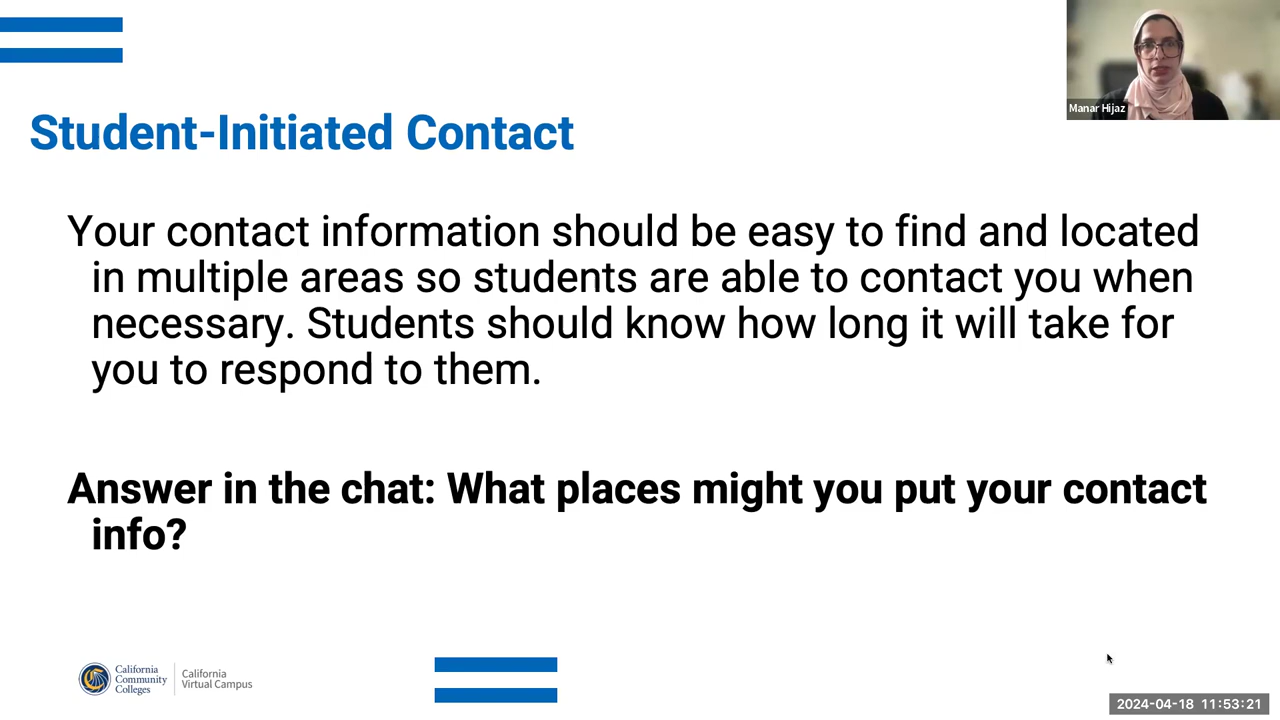 Manar Hijaz
Student-Initiated Contact
Your contact information should be easy to find and located
in multiple areas so students are able to contact you when
necessary. Students should know how long it will take for
you to respond to them.
Answer in the chat: What places might you put your contact
info?
California
Community
Colleges
California
Virtual Campus
2024-04-18 11:53:21